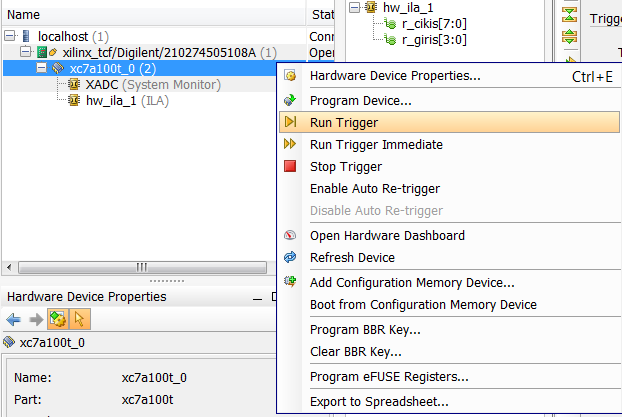 Name
Stat
localhost (1)
Conn
xilinx_tcf/Digilent/210274505108A (1)
Open
xc7a100t_0 (2)
XADC (System Monitor)
hw_ila_1 (ILA)
hw_ila_1
r_cikis[7:0]
r_giris[3:0]
Trigge
Hardware Device Properties... Ctrl+E
Program Device...
Run Trigger
Run Trigger Immediate
Stop Trigger
Enable Auto Re-trigger
Disable Auto Re-trigger
Open Hardware Dashboard
Refresh Device
Add Configuration Memory Device...
Boot from Configuration Memory Device
Program BBR Key...
Clear BBR Key...
Program eFUSE Registers...
Export to Spreadsheet...
Hardware Device Properties
xc7a100t_0
Name: xc7a100t_0
Part: xc7a100t